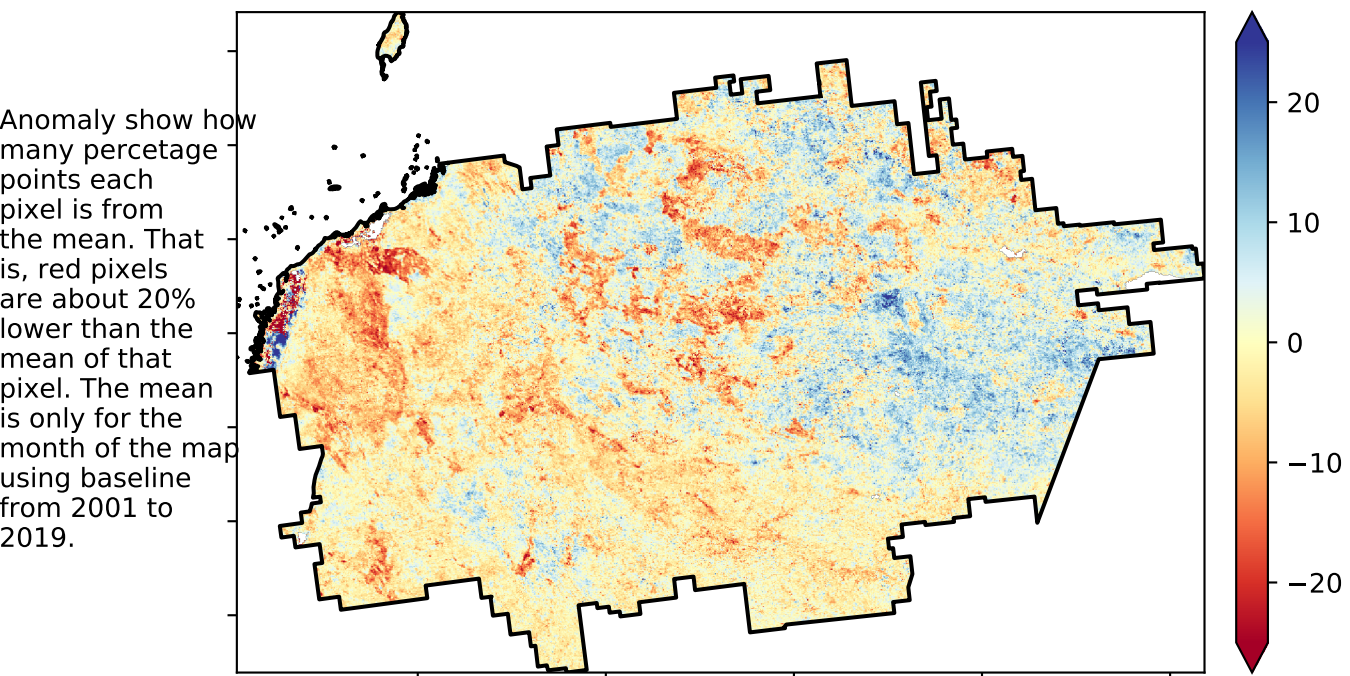 Anomaly show how
many percetage
points each
pixel is from
the mean. That
is, red pixels
are about 20%
lower than the
mean of that
pixel. The mean
is only for the
month of the map
using baseline
from 2001 to
2019.
20
10
0
−10
−20